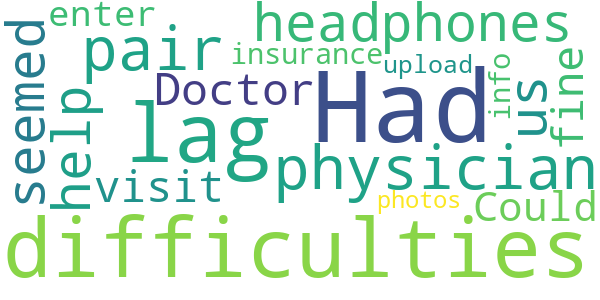 enter
headphones
seemed
pair
insurance
upload
info
fine
Doctor
Had
us
help
lag
physician
visit
photos
Could
difficulties